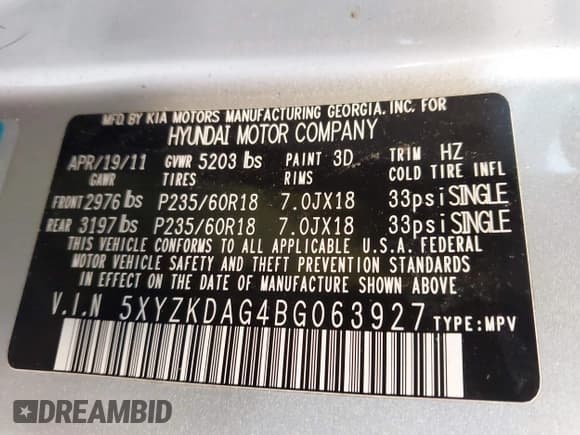 MFD BY KIA MOTORS MANUFACTURING GEORGIA, INC. FOR
HYUNDAI MOTOR COMPANY
APR/19/11 GVWR 5203 lbs PAINT 3D TRIM HZ
GAWR TIRES RIMS COLD TIRE INFL
FRONT 2976 lbs P235/60R18 7.0JX18 33psi SINGLE
REAR 3197 lbs P235/60R18 7.0JX18 33psi SINGLE
THIS VEHICLE CONFORMS TO ALL APPLICABLE U.S.A. FEDERAL
MOTOR VEHICLE SAFETY AND THEFT PREVENTION STANDARDS
IN EFFECT ON THE DATE OF MANUFACTURE SHOWN ABOVE
V.I.N 5XYZKDAG4BG063927 TYPE:MPV
DREAMBID